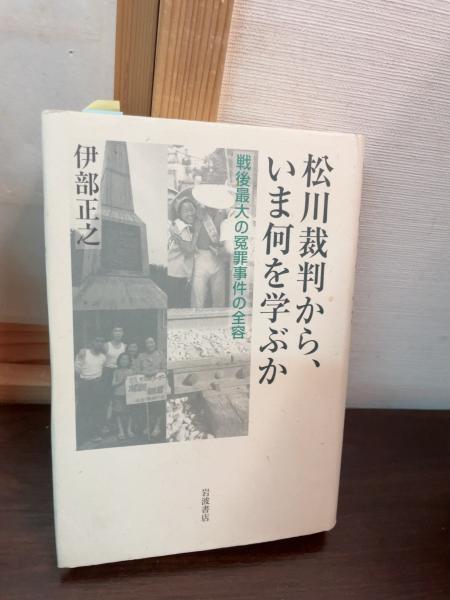 松川裁判から、
いま何を学ぶか
戦後最大の冤罪事件の全容
伊部正之
岩波書店